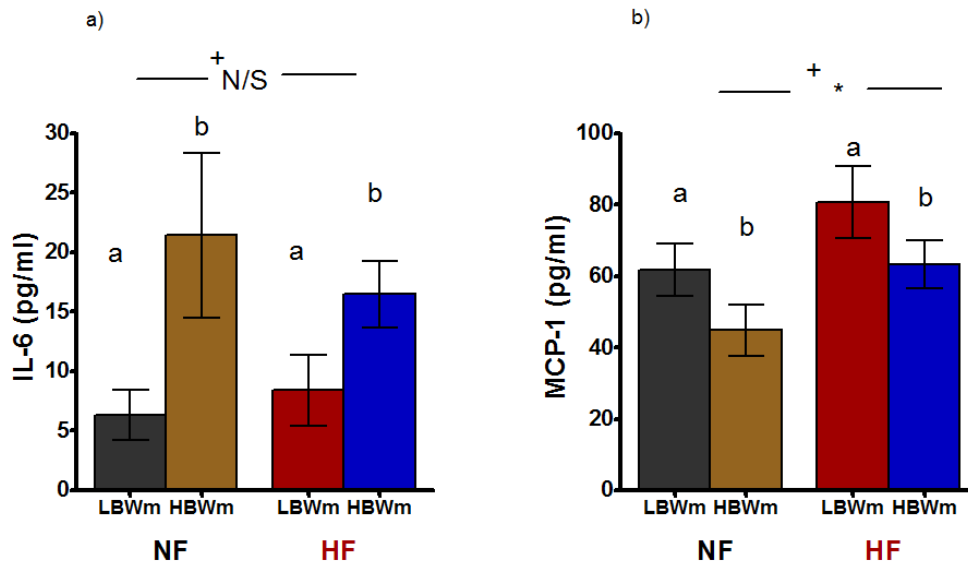 a)
+
N/S
30
25
20
15
10
5
0
IL-6 (pg/ml)
a
b
a
b
LBWm HBWm LBWm HBWm
NF HF
b)
+
*
100
80
60
40
20
0
MCP-1 (pg/ml)
a
b
a
b
LBWm HBWm LBWm HBWm
NF HF